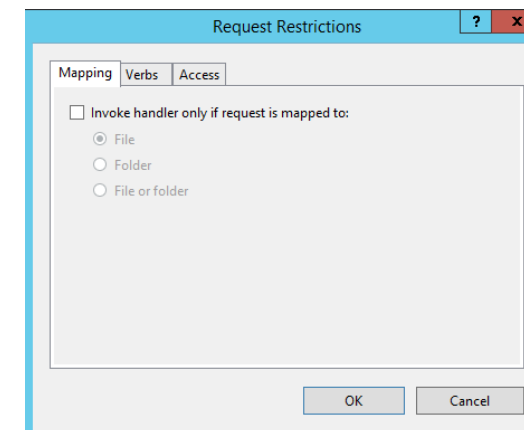 Request Restrictions
? x
Mapping Verbs Access
Invoke handler only if request is mapped to:
File
Folder
File or folder
OK Cancel